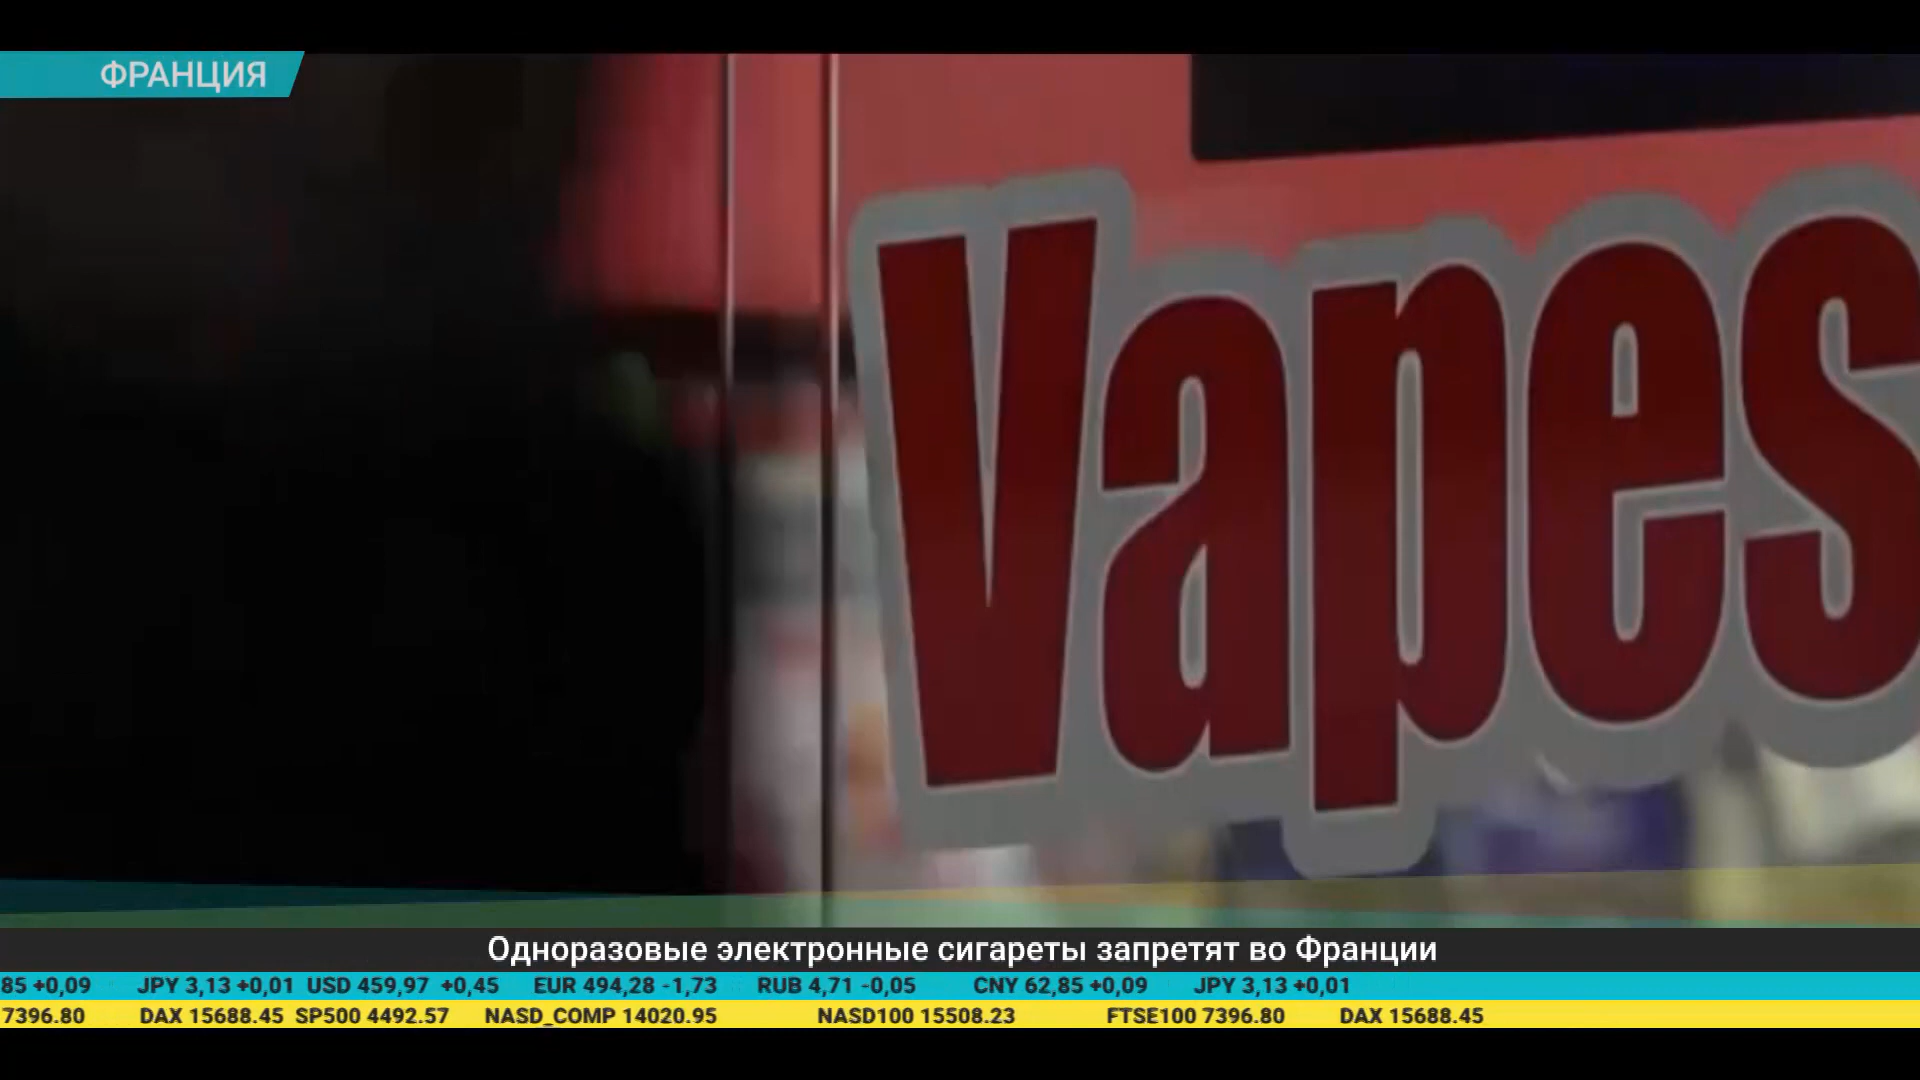 ФРАНЦИЯ
Vapes
Одноразовые электронные сигареты запретят во Франции
85 +0,09 JPY 3,13 +0,01 USD 459,97 +0,45 EUR 494,28 -1,73 RUB 4,71 -0,05 CNY 62,85 +0,09 JPY 3,13 +0,01
7396.80 DAX 15688.45 SP500 4492.57 NASD_COMP 14020.95 NASD100 15508.23 FTSE100 7396.80 DAX 15688.45